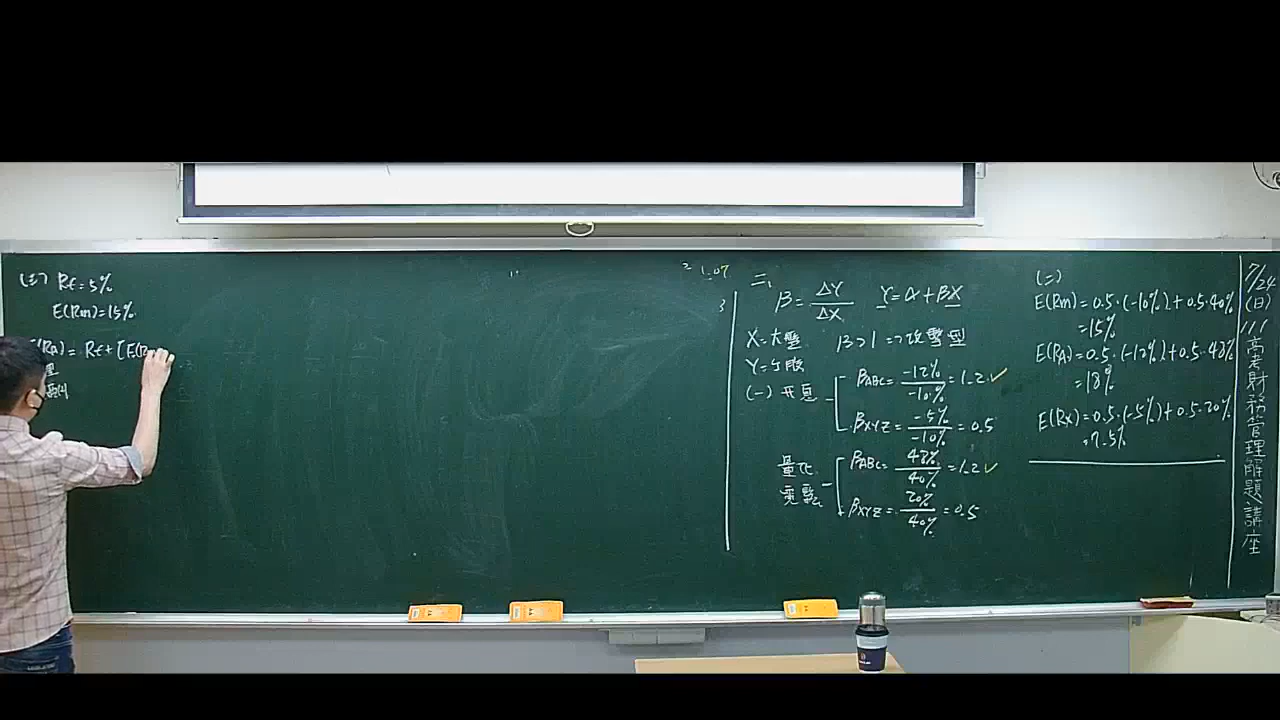 7/24
(日)
111
高考財務管理解題講座
二、
β = ΔY/ΔX  Y = α + βX
X = 大盤  β > 1 => 攻擊型
Y = 個股
(一) 升息
βABC = -12%/-10% = 1.2 ✓
βXYZ = -5%/-10% = 0.5
量化
寬鬆
βABC = 48%/40% = 1.2 ✓
βXYZ = 20%/40% = 0.5
(二)
E(Rm) = 0.5·(-10%) + 0.5·40%
= 15%
E(RA) = 0.5·(-12%) + 0.5·48%
= 18%
E(RX) = 0.5·(-5%) + 0.5·20%
= 7.5%
(三) Rf = 5%
E(Rm) = 15%
(RA) = Rf + [E(R